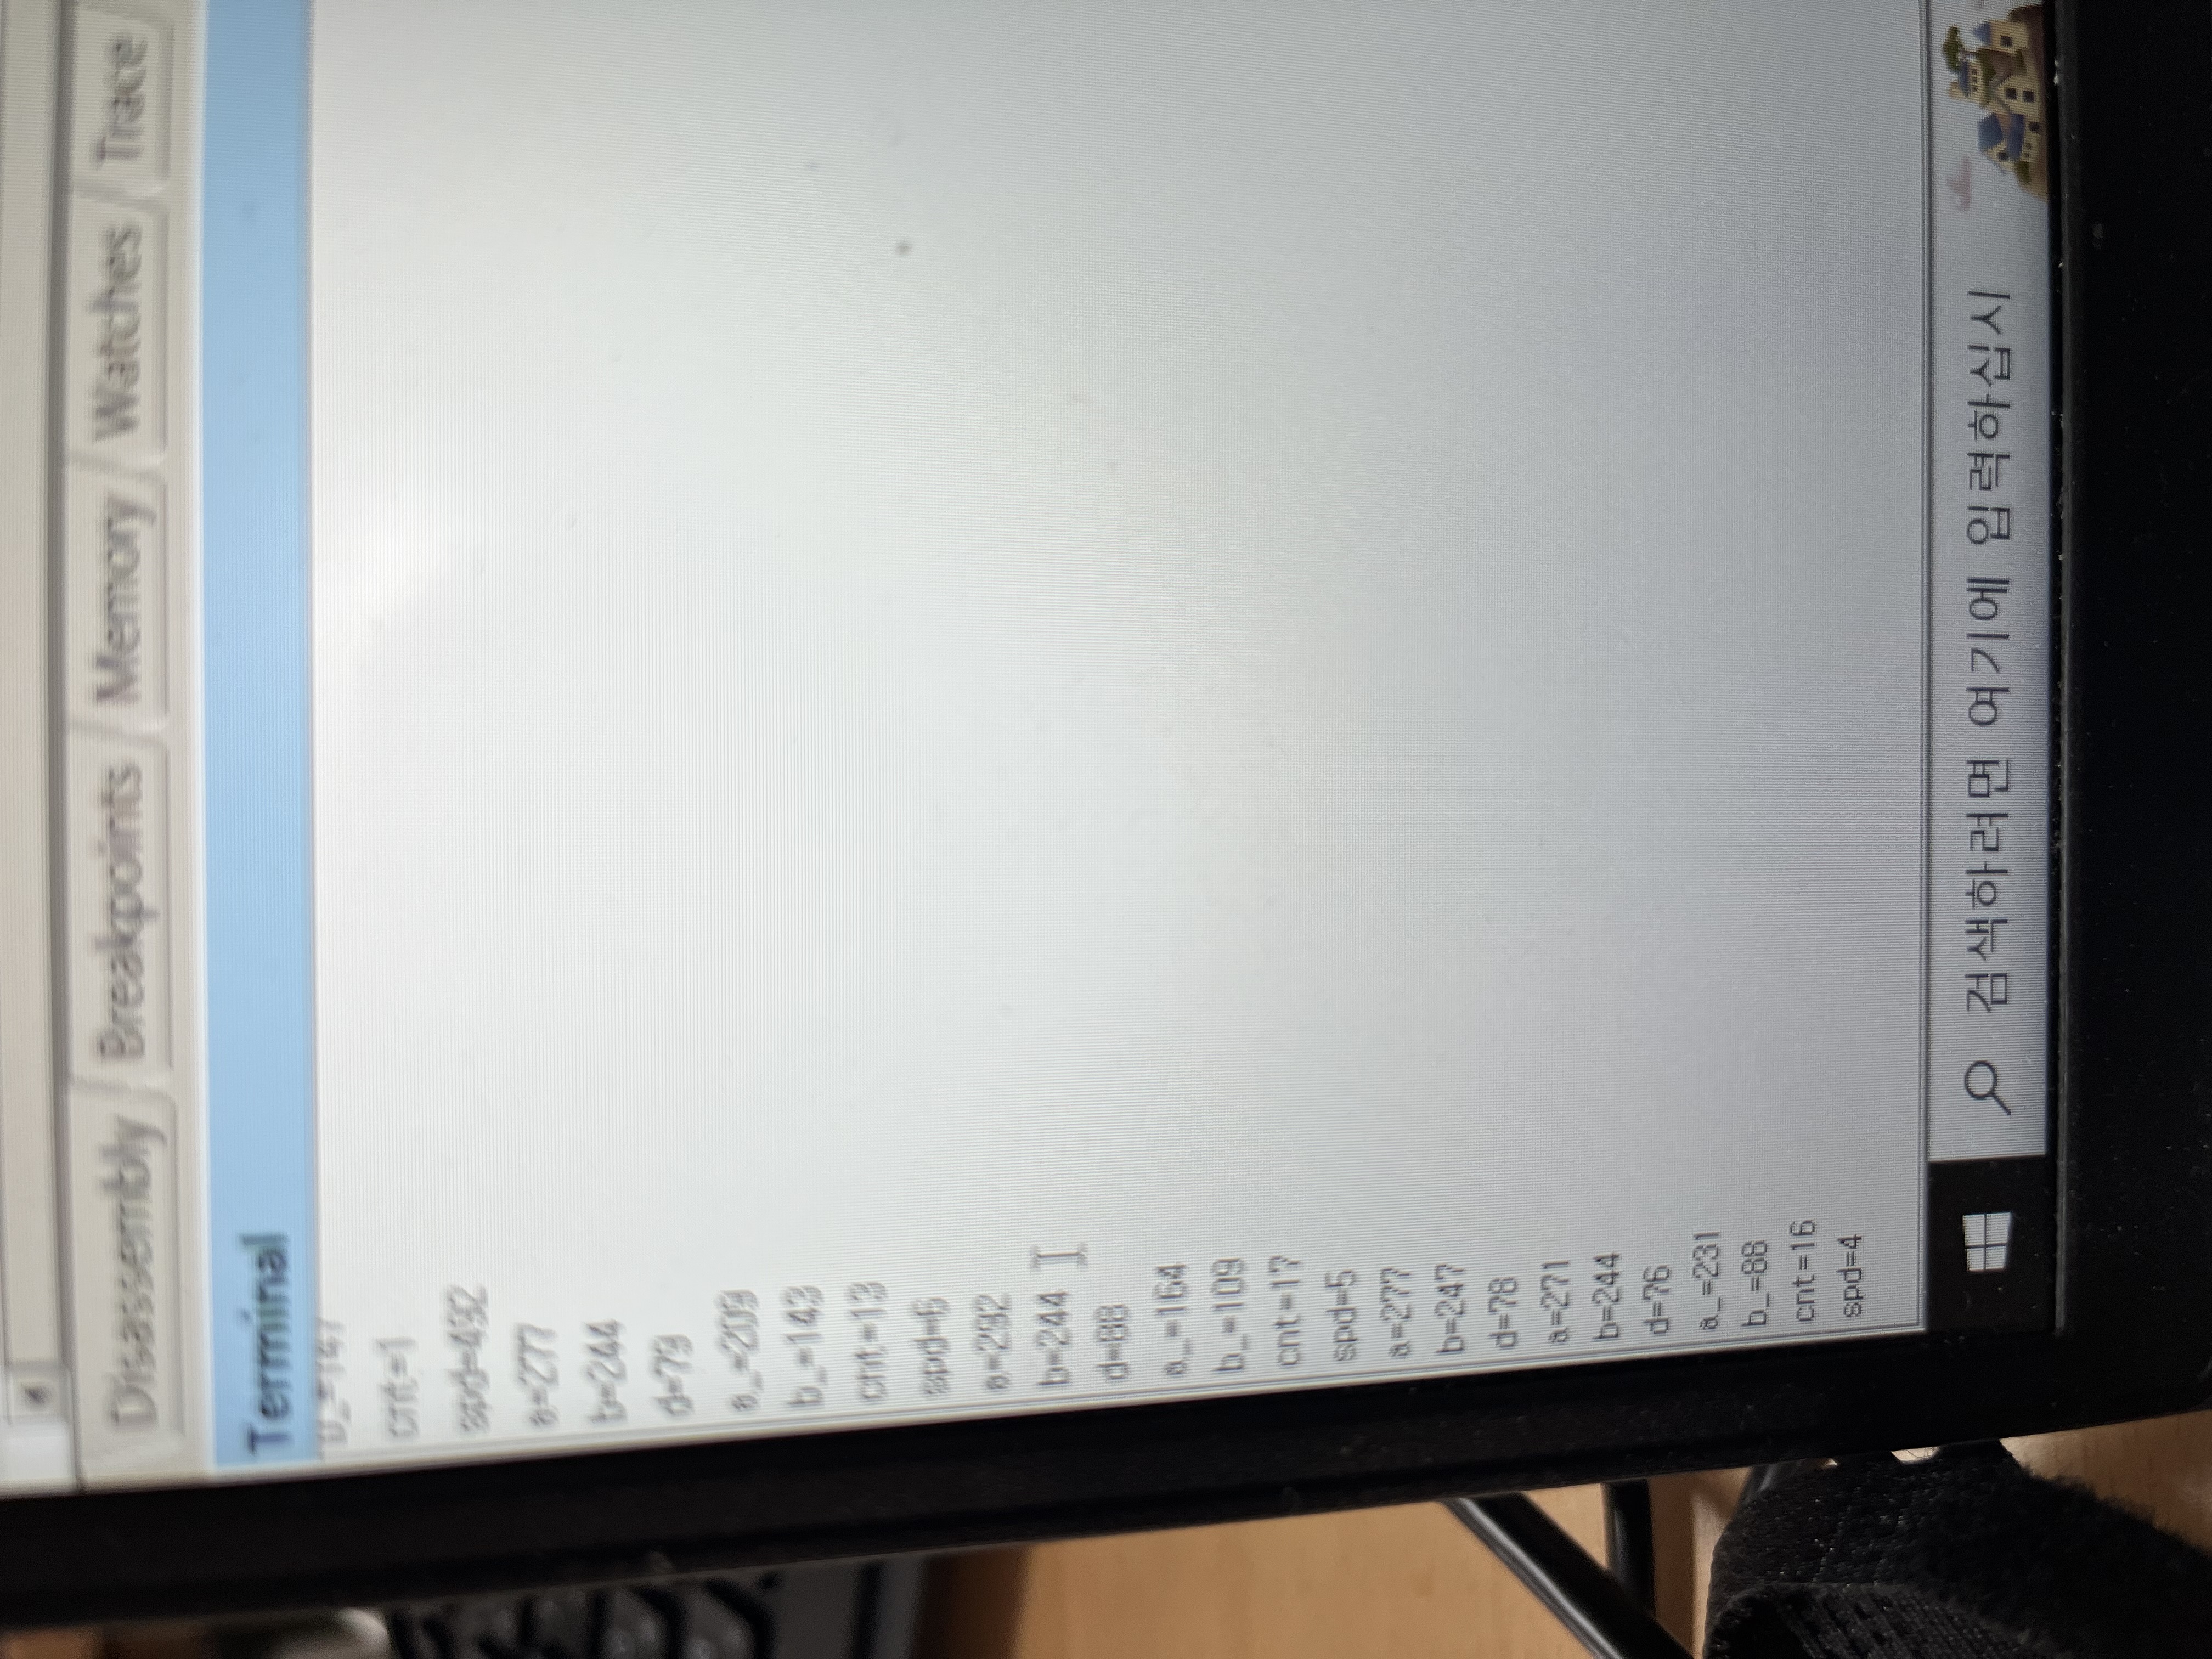 Disassembly Breakpoints Memory Watches Trace
Terminal
b_=147
cnt=1
spd=492
a=277
b=244
d=79
a_=209
b_=143
cnt=13
spd=6
a=292
b=244
d=88
a_=164
b_=109
cnt=17
spd=5
a=277
b=247
d=78
a=271
b=244
d=76
a_=231
b_=88
cnt=16
spd=4
검색하려면 여기에 입력하십시